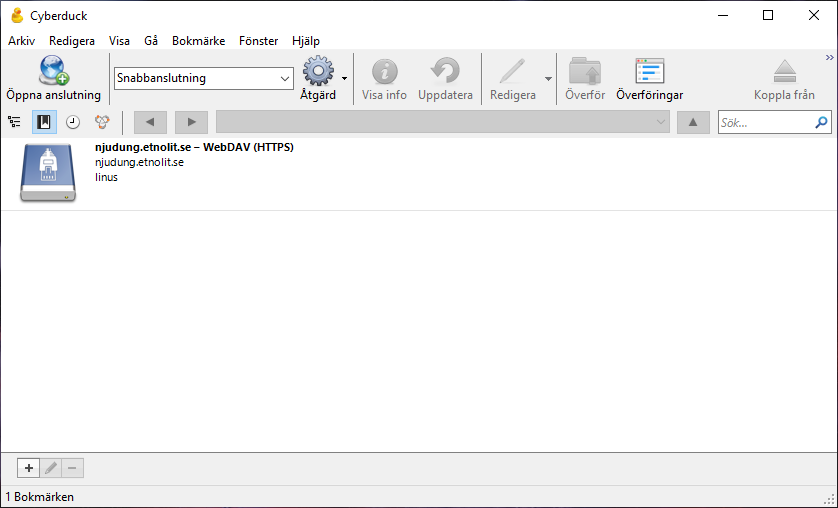 Cyberduck
Arkiv Redigera Visa Gå Bokmärke Fönster Hjälp
Öppna anslutning Snabbanslutning Åtgärd Visa info Uppdatera Redigera Överför Överföringar Koppla från
Sök...
njudung.etnolit.se – WebDAV (HTTPS)
njudung.etnolit.se
linus
1 Bokmärken